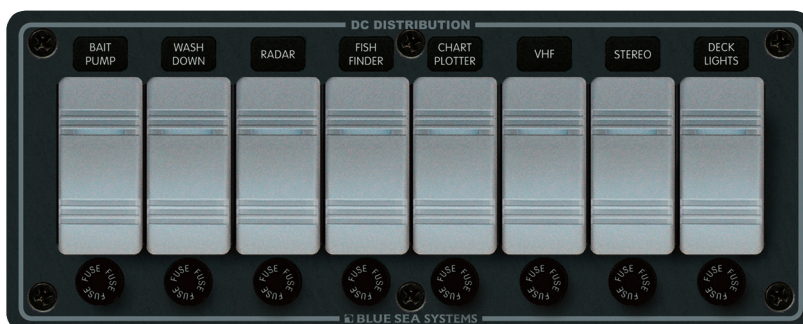 DC DISTRIBUTION
BAIT
PUMP
WASH
DOWN
RADAR
FISH
FINDER
CHART
PLOTTER
VHF
STEREO
DECK
LIGHTS
FUSE FUSE FUSE
FUSE FUSE FUSE
FUSE FUSE FUSE
FUSE FUSE FUSE
FUSE FUSE FUSE
FUSE FUSE FUSE
FUSE FUSE FUSE
FUSE FUSE FUSE
BLUE SEA SYSTEMS